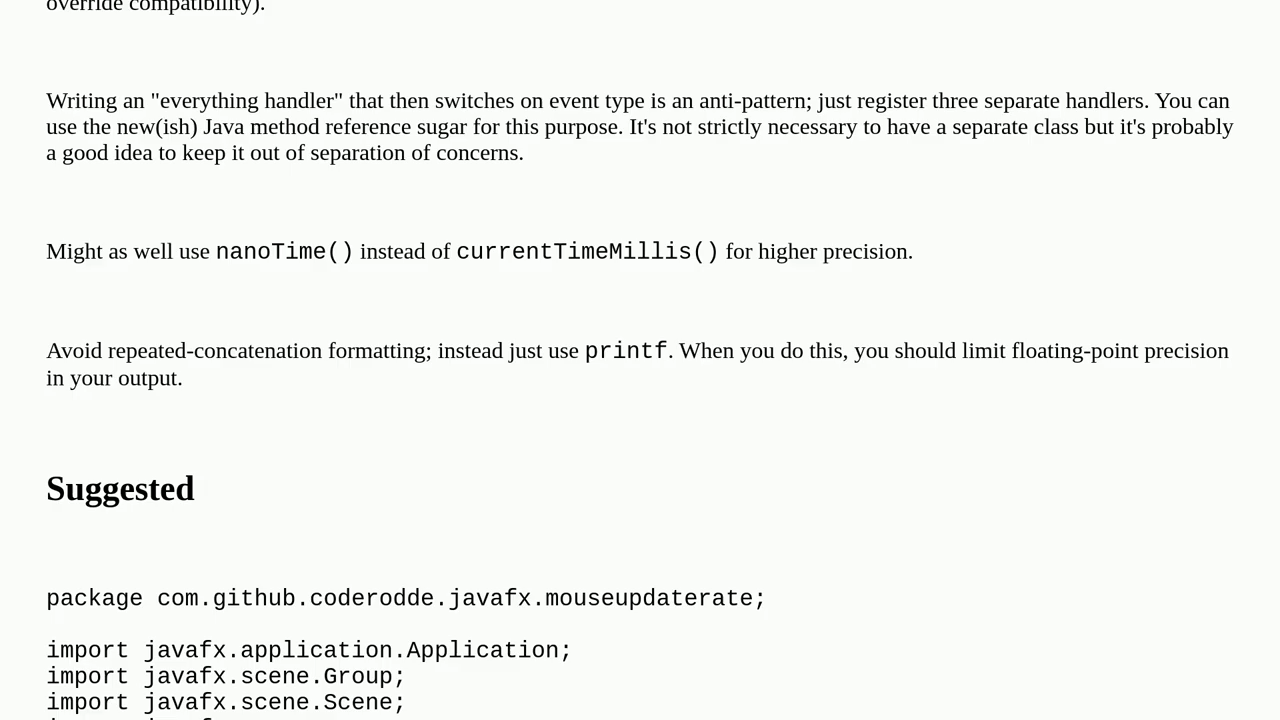 override compatibility).
Writing an "everything handler" that then switches on event type is an anti-pattern; just register three separate handlers. You can
use the new(ish) Java method reference sugar for this purpose. It's not strictly necessary to have a separate class but it's probably
a good idea to keep it out of separation of concerns.
Might as well use nanoTime() instead of currentTimeMillis() for higher precision.
Avoid repeated-concatenation formatting; instead just use printf. When you do this, you should limit floating-point precision
in your output.
Suggested
package com.github.coderodde.javafx.mouseupdaterate;
import javafx.application.Application;
import javafx.scene.Group;
import javafx.scene.Scene;